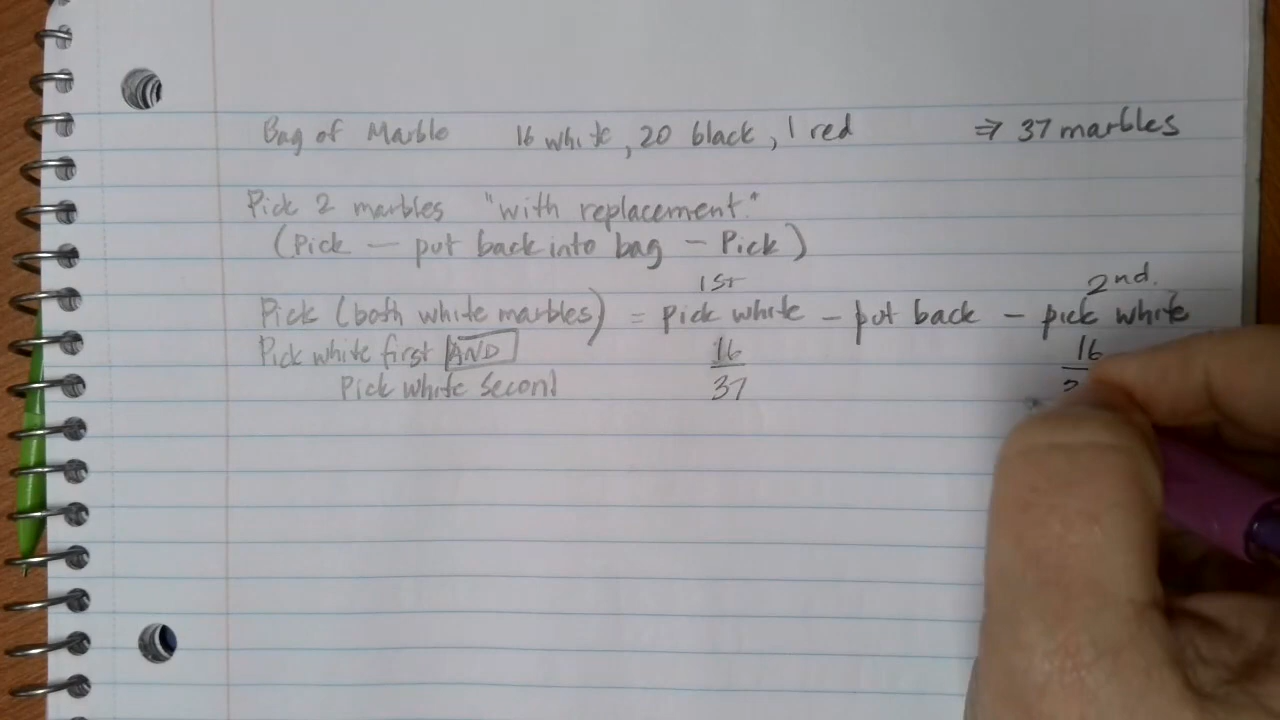 Bag of Marble 16 white, 20 black, 1 red ⇒ 37 marbles
Pick 2 marbles "with replacement."
(Pick — put back into bag – Pick)
1st 2nd.
Pick (both white marbles) = pick white – put back – pick white
Pick white first AND 16 16
Pick white second 37